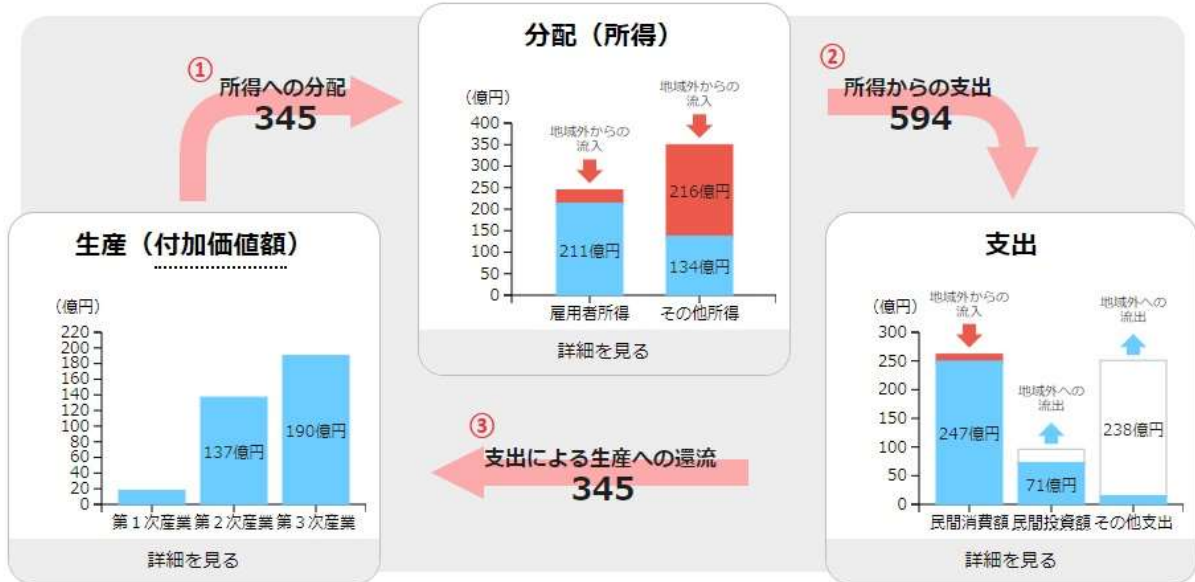 分配（所得）
①
所得への分配
345
②
所得からの支出
594
（億円）
400
350
300
250
200
150
100
50
0
地域外からの
流入
地域外からの
流入
211億円
216億円
134億円
雇用者所得
その他所得
詳細を見る
生産（付加価値額）
（億円）
220
200
180
160
140
120
100
80
60
40
20
0
137億円
190億円
第１次産業
第２次産業
第３次産業
詳細を見る
③
支出による生産への還流
345
支出
（億円）
300
250
200
150
100
50
0
地域外からの
流入
地域外への
流出
地域外への
流出
247億円
71億円
238億円
民間消費額
民間投資額
その他支出
詳細を見る